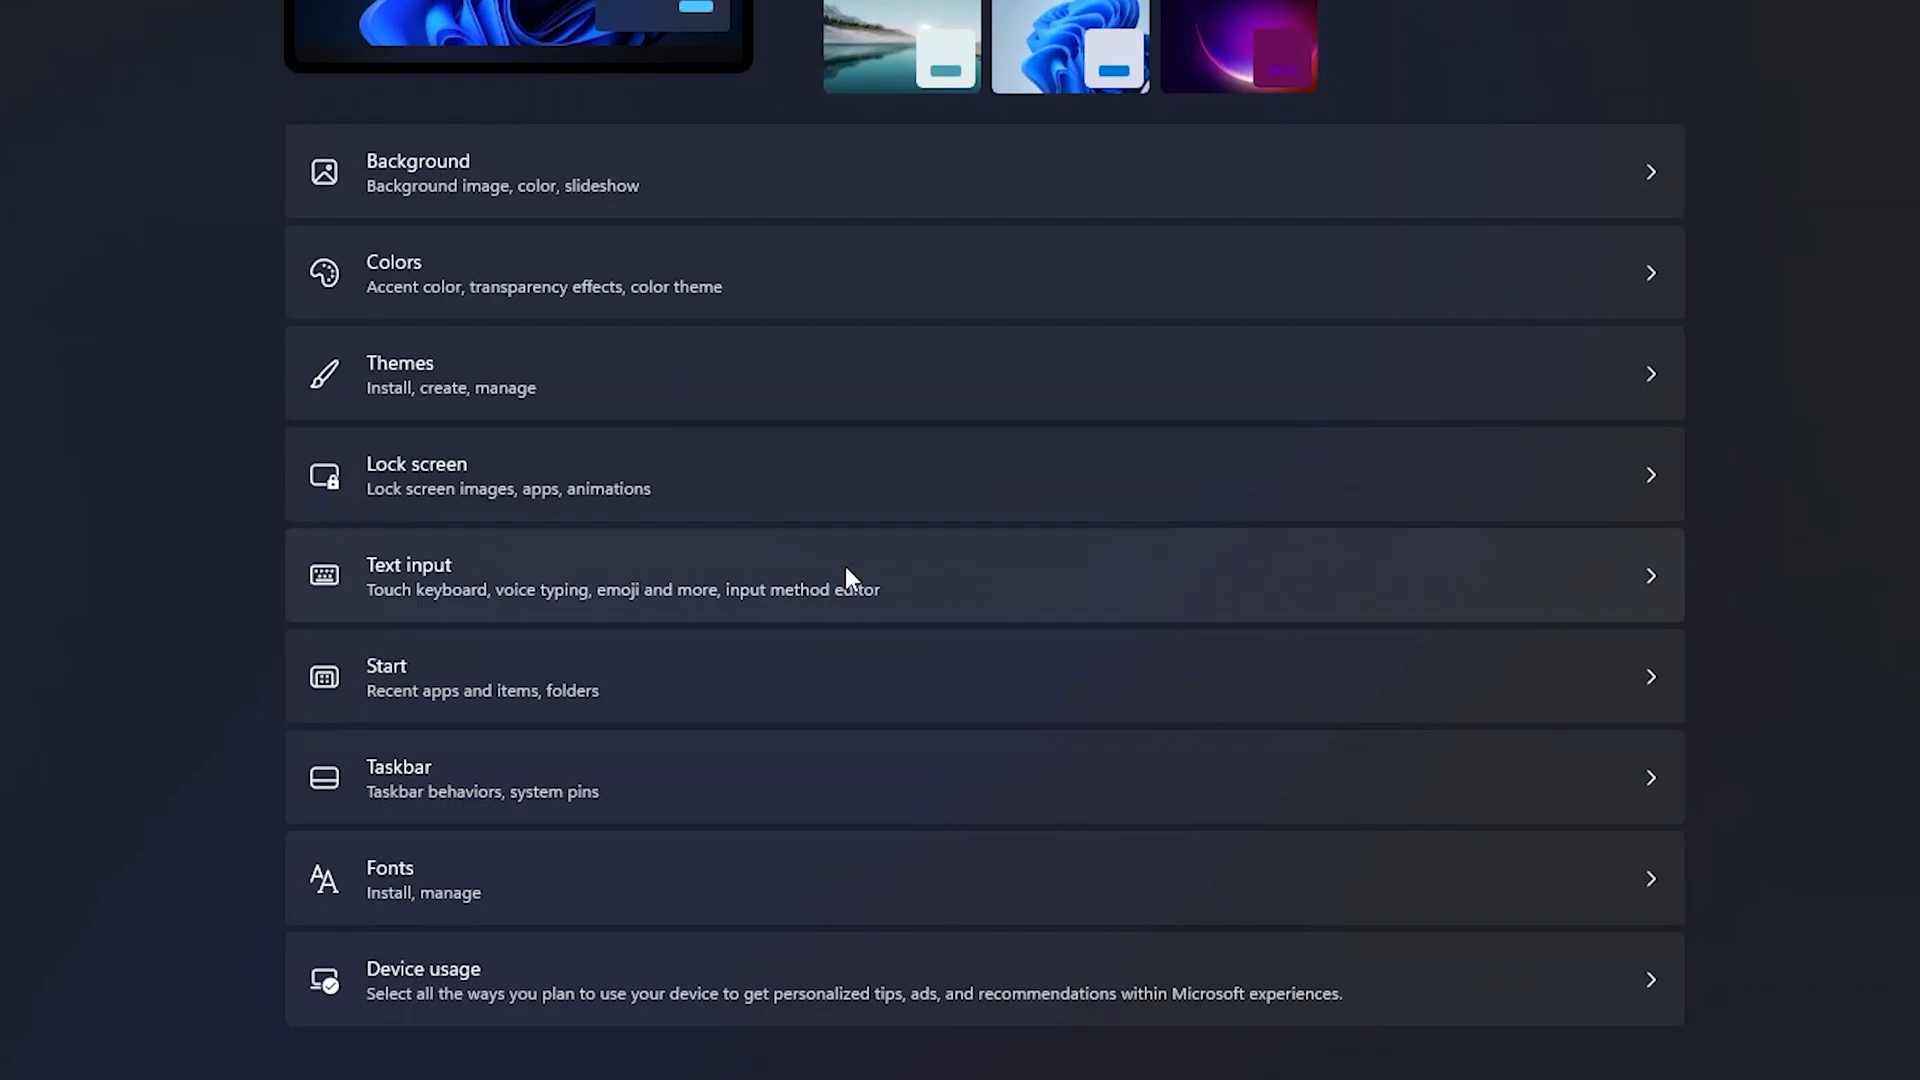 Background
Background image, color, slideshow
Colors
Accent color, transparency effects, color theme
Themes
Install, create, manage
Lock screen
Lock screen images, apps, animations
Text input
Touch keyboard, voice typing, emoji and more, input method editor
Start
Recent apps and items, folders
Taskbar
Taskbar behaviors, system pins
Fonts
Install, manage
Device usage
Select all the ways you plan to use your device to get personalized tips, ads, and recommendations within Microsoft experiences.